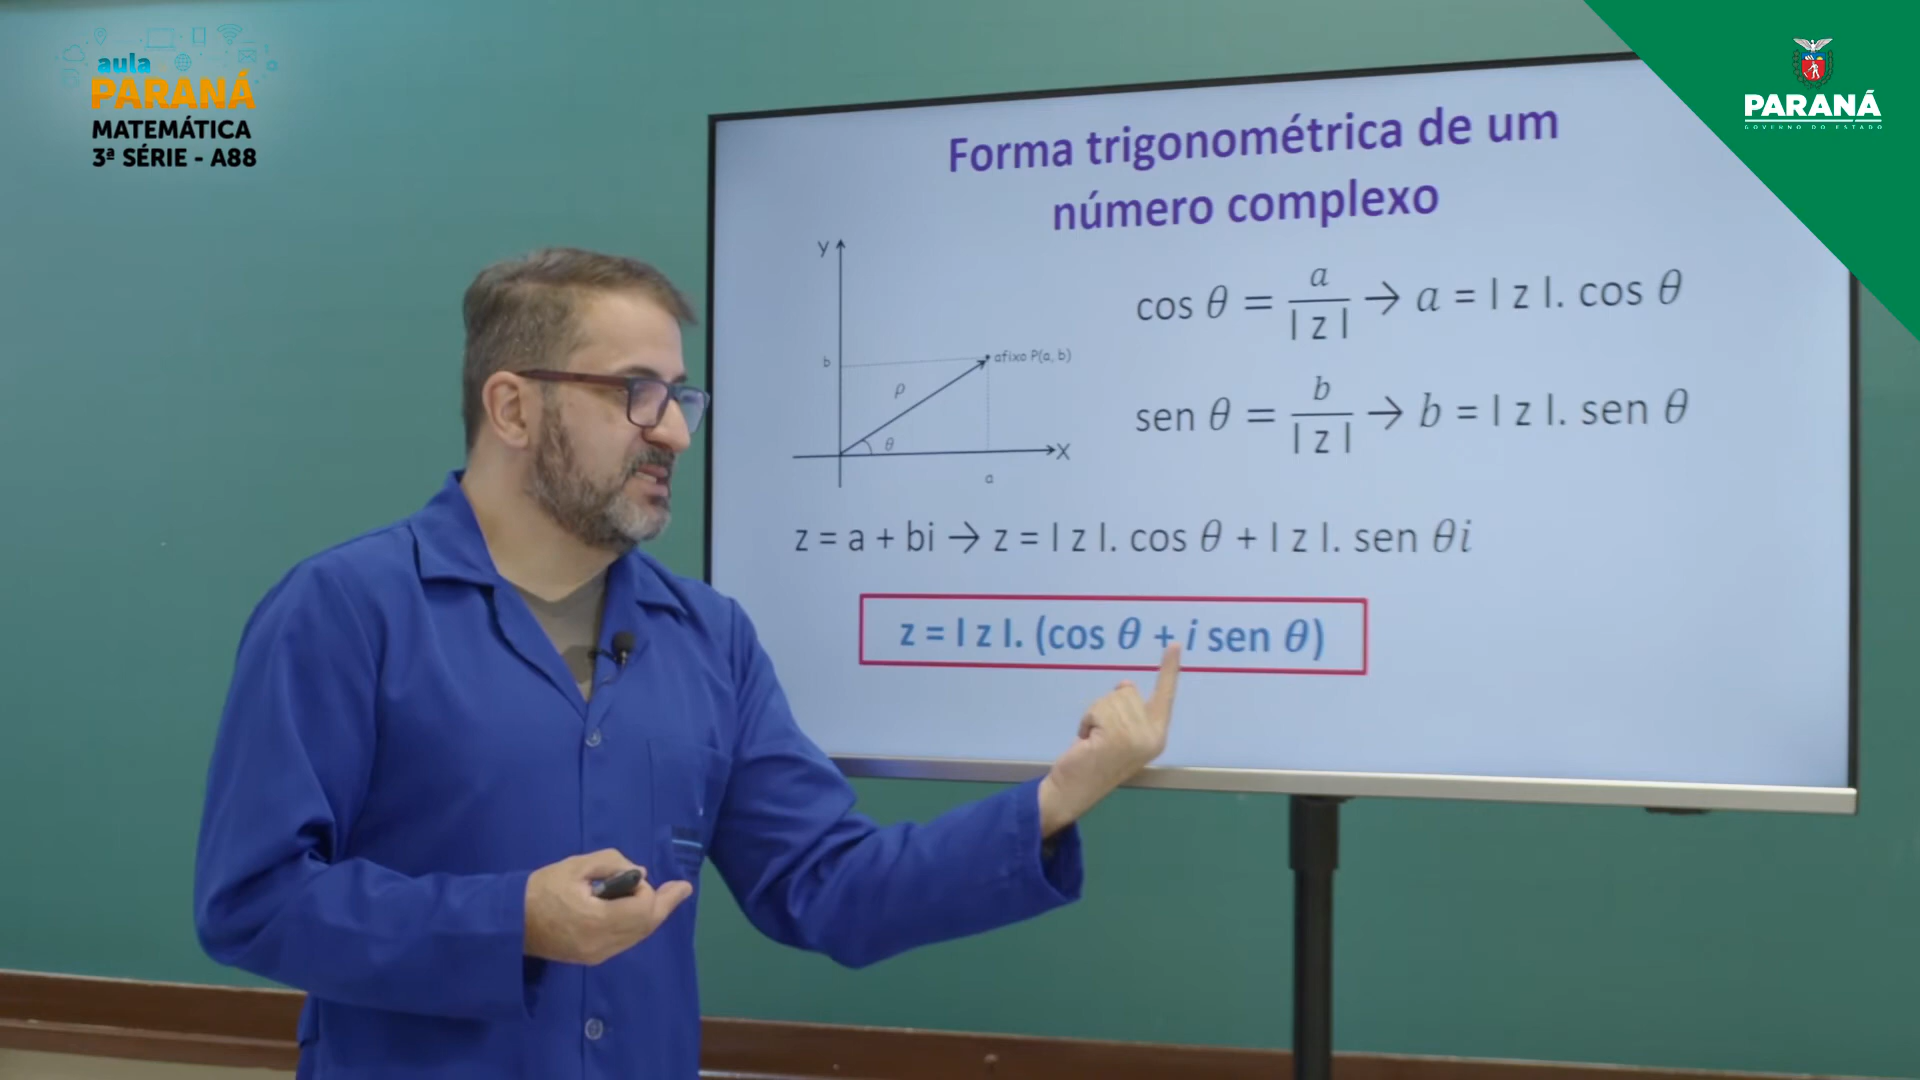 aula
PARANÁ
MATEMÁTICA
3ª SÉRIE - A88
PARANÁ
GOVERNO DO ESTADO
Forma trigonométrica de um
número complexo
cos θ = a / | z | → a = | z |. cos θ
sen θ = b / | z | → b = | z |. sen θ
Y
b
afixo P(a, b)
ρ
θ
X
a
z = a + bi → z = | z |. cos θ + | z |. sen θi
z = | z |. (cos θ + i sen θ)